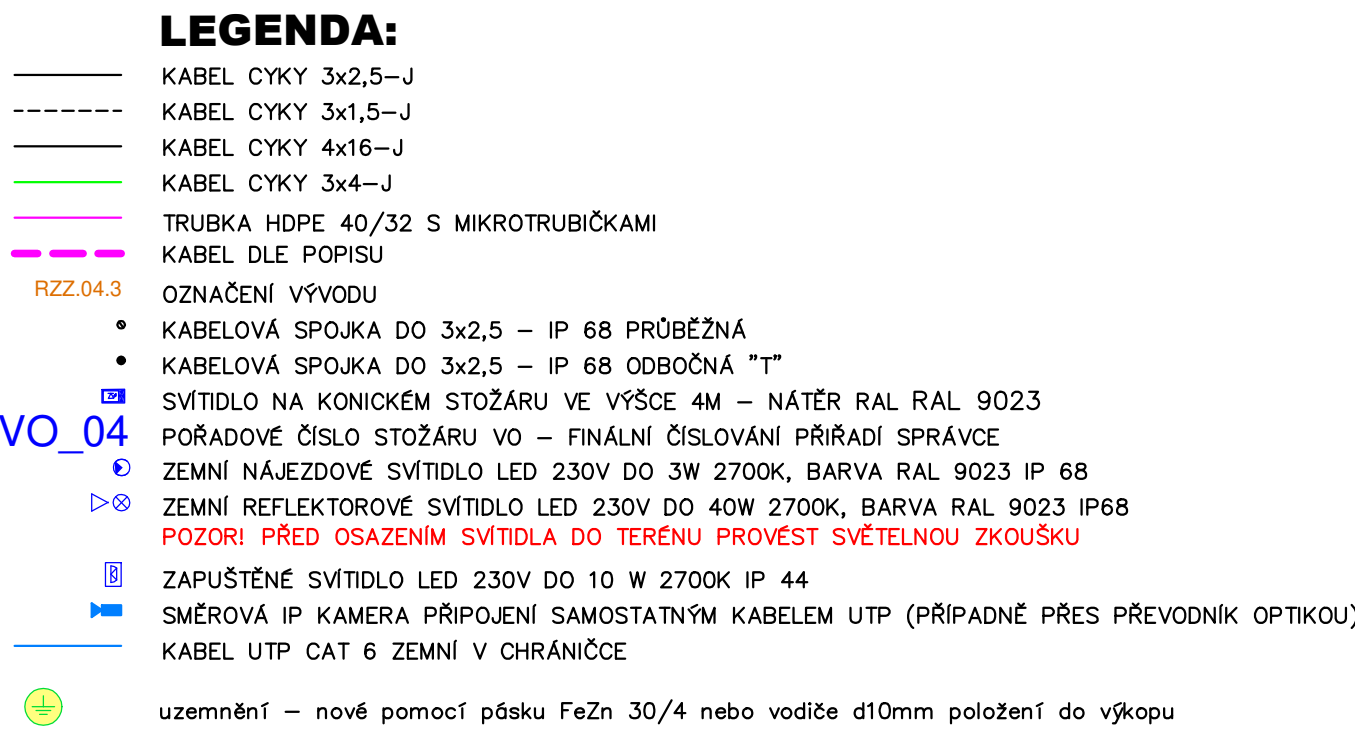 LEGENDA:
KABEL CYKY 3x2,5–J
KABEL CYKY 3x1,5–J
KABEL CYKY 4x16–J
KABEL CYKY 3x4–J
TRUBKA HDPE 40/32 S MIKROTRUBIČKAMI
KABEL DLE POPISU
RZZ.04.3 OZNAČENÍ VÝVODU
KABELOVÁ SPOJKA DO 3x2,5 – IP 68 PRŮBĚŽNÁ
KABELOVÁ SPOJKA DO 3x2,5 – IP 68 ODBOČNÁ "T"
SVÍTIDLO NA KONICKÉM STOŽÁRU VE VÝŠCE 4M – NÁTĚR RAL RAL 9023
VO_04 POŘADOVÉ ČÍSLO STOŽÁRU VO – FINÁLNÍ ČÍSLOVÁNÍ PŘIŘADÍ SPRÁVCE
ZEMNÍ NÁJEZDOVÉ SVÍTIDLO LED 230V DO 3W 2700K, BARVA RAL 9023 IP 68
ZEMNÍ REFLEKTOROVÉ SVÍTIDLO LED 230V DO 40W 2700K, BARVA RAL 9023 IP68
POZOR! PŘED OSAZENÍM SVÍTIDLA DO TERÉNU PROVÉST SVĚTELNOU ZKOUŠKU
ZAPUŠTĚNÉ SVÍTIDLO LED 230V DO 10 W 2700K IP 44
SMĚROVÁ IP KAMERA PŘIPOJENÍ SAMOSTATNÝM KABELEM UTP (PŘÍPADNĚ PŘES PŘEVODNÍK OPTIKOU)
KABEL UTP CAT 6 ZEMNÍ V CHRÁNIČCE
uzemnění – nové pomocí pásku FeZn 30/4 nebo vodiče d10mm položení do výkopu